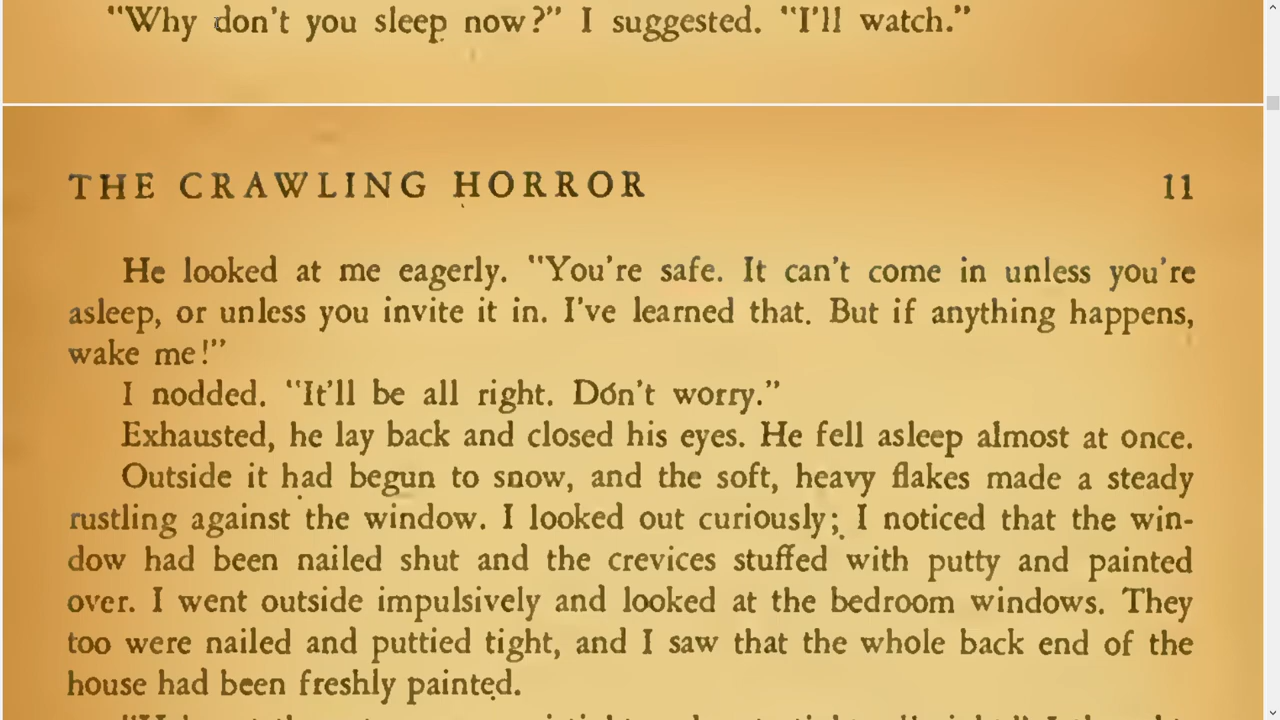 "Why don't you sleep now?" I suggested. "I'll watch."
THE CRAWLING HORROR 11
He looked at me eagerly. "You're safe. It can't come in unless you're
asleep, or unless you invite it in. I've learned that. But if anything happens,
wake me!"
I nodded. "It'll be all right. Don't worry."
Exhausted, he lay back and closed his eyes. He fell asleep almost at once.
Outside it had begun to snow, and the soft, heavy flakes made a steady
rustling against the window. I looked out curiously; I noticed that the win-
dow had been nailed shut and the crevices stuffed with putty and painted
over. I went outside impulsively and looked at the bedroom windows. They
too were nailed and puttied tight, and I saw that the whole back end of the
house had been freshly painted.